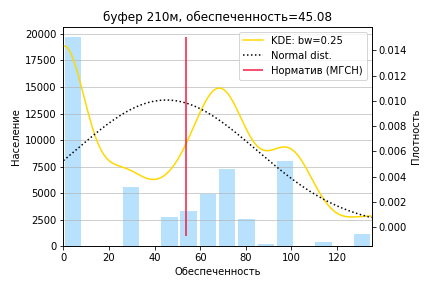 буфер 210м, обеспеченность=45.08
KDE: bw=0.25
Normal dist.
Норматив (МГСН)
Население
20000
17500
15000
12500
10000
7500
5000
2500
0
0.014
0.012
0.010
0.008
0.006
0.004
0.002
0.000
Плотность
0 20 40 60 80 100 120
Обеспеченность